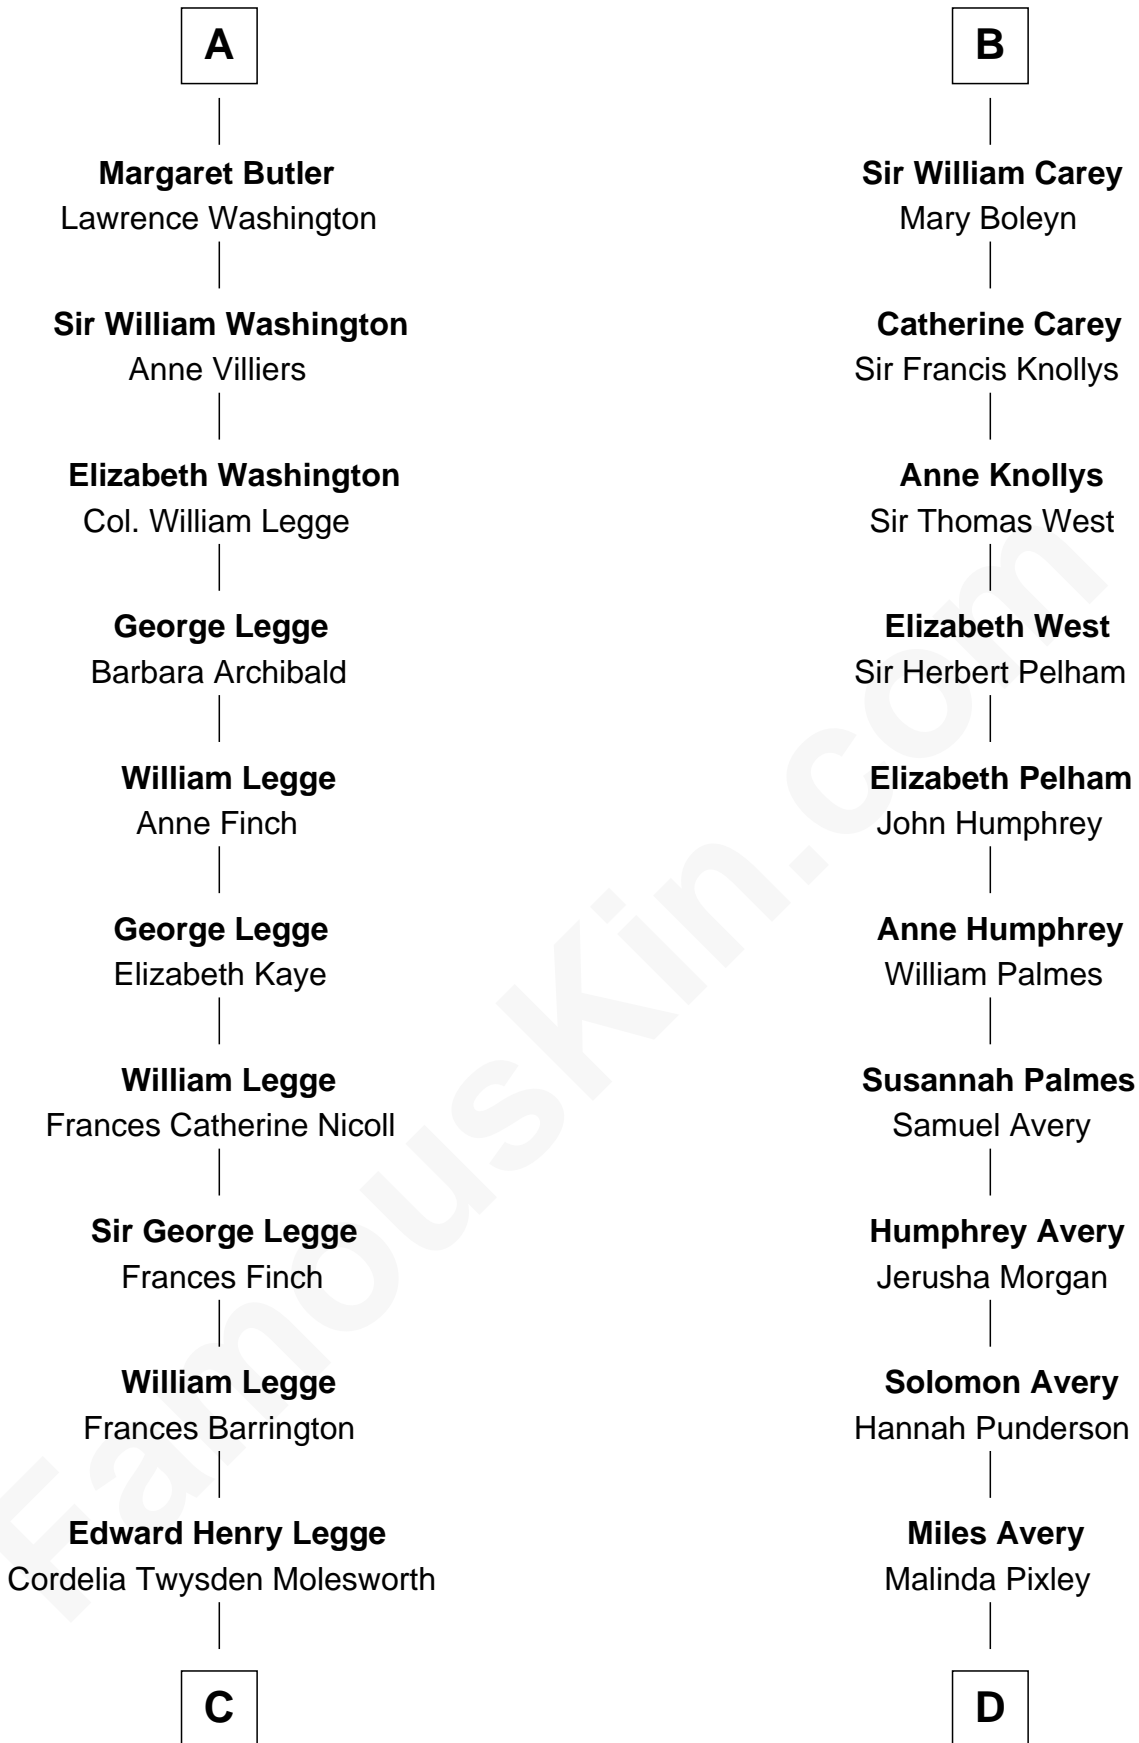 A
Margaret Butler
Lawrence Washington
Sir William Washington
Anne Villiers
Elizabeth Washington
Col. William Legge
George Legge
Barbara Archibald
William Legge
Anne Finch
George Legge
Elizabeth Kaye
William Legge
Frances Catherine Nicoll
Sir George Legge
Frances Finch
William Legge
Frances Barrington
Edward Henry Legge
Cordelia Twysden Molesworth
C
B
Sir William Carey
Mary Boleyn
Catherine Carey
Sir Francis Knollys
Anne Knollys
Sir Thomas West
Elizabeth West
Sir Herbert Pelham
Elizabeth Pelham
John Humphrey
Anne Humphrey
William Palmes
Susannah Palmes
Samuel Avery
Humphrey Avery
Jerusha Morgan
Solomon Avery
Hannah Punderson
Miles Avery
Malinda Pixley
D
FamousKin.com